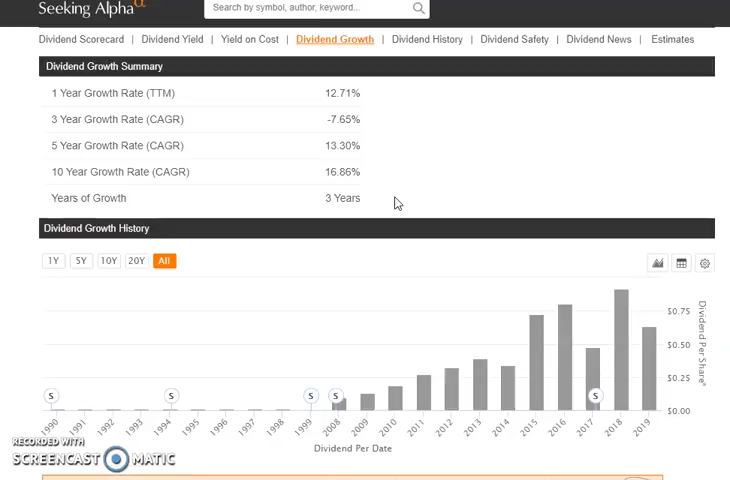 Seeking Alpha α
Search by symbol, author, keyword...
Dividend Scorecard | Dividend Yield | Yield on Cost | Dividend Growth | Dividend History | Dividend Safety | Dividend News | Estimates
Dividend Growth Summary
1 Year Growth Rate (TTM) 12.71%
3 Year Growth Rate (CAGR) -7.65%
5 Year Growth Rate (CAGR) 13.30%
10 Year Growth Rate (CAGR) 16.86%
Years of Growth 3 Years
Dividend Growth History
1Y 5Y 10Y 20Y All
$0.75
$0.50
$0.25
$0.00
Dividend Per Share*
S S S S S
1990 1991 1992 1993 1994 1995 1996 1997 1998 1999 2008 2009 2010 2011 2012 2013 2014 2015 2016 2017 2018 2019
Dividend Per Date
RECORDED WITH
SCREENCAST MATIC